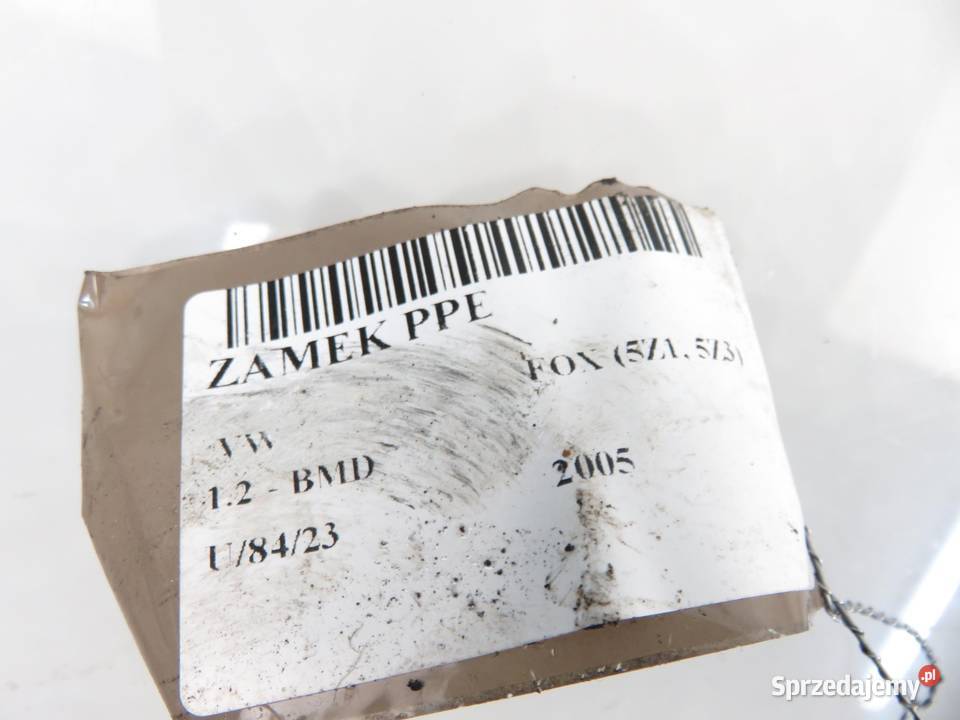 ZAMEK PPE
VW FOX (5Z1, 5Z3)
1.2 - BMD 2005
U/84/23
Sprzedajemy.pl